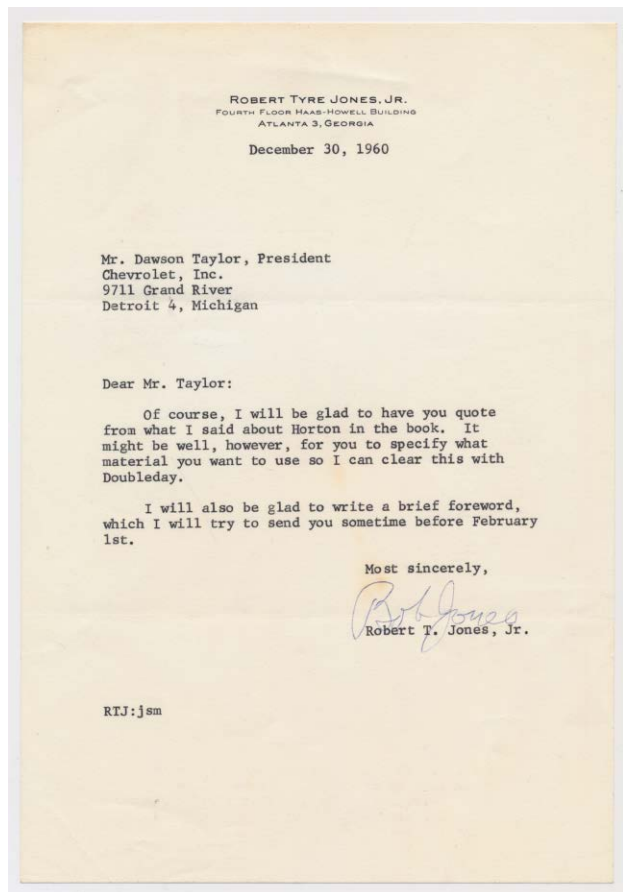 ROBERT TYRE JONES, JR.
FOURTH FLOOR HAAS-HOWELL BUILDING
ATLANTA 3, GEORGIA
December 30, 1960
Mr. Dawson Taylor, President
Chevrolet, Inc.
9711 Grand River
Detroit 4, Michigan
Dear Mr. Taylor:
Of course, I will be glad to have you quote
from what I said about Horton in the book. It
might be well, however, for you to specify what
material you want to use so I can clear this with
Doubleday.
I will also be glad to write a brief foreword,
which I will try to send you sometime before February
1st.
Most sincerely,
Bob Jones
Robert T. Jones, Jr.
RTJ:jsm